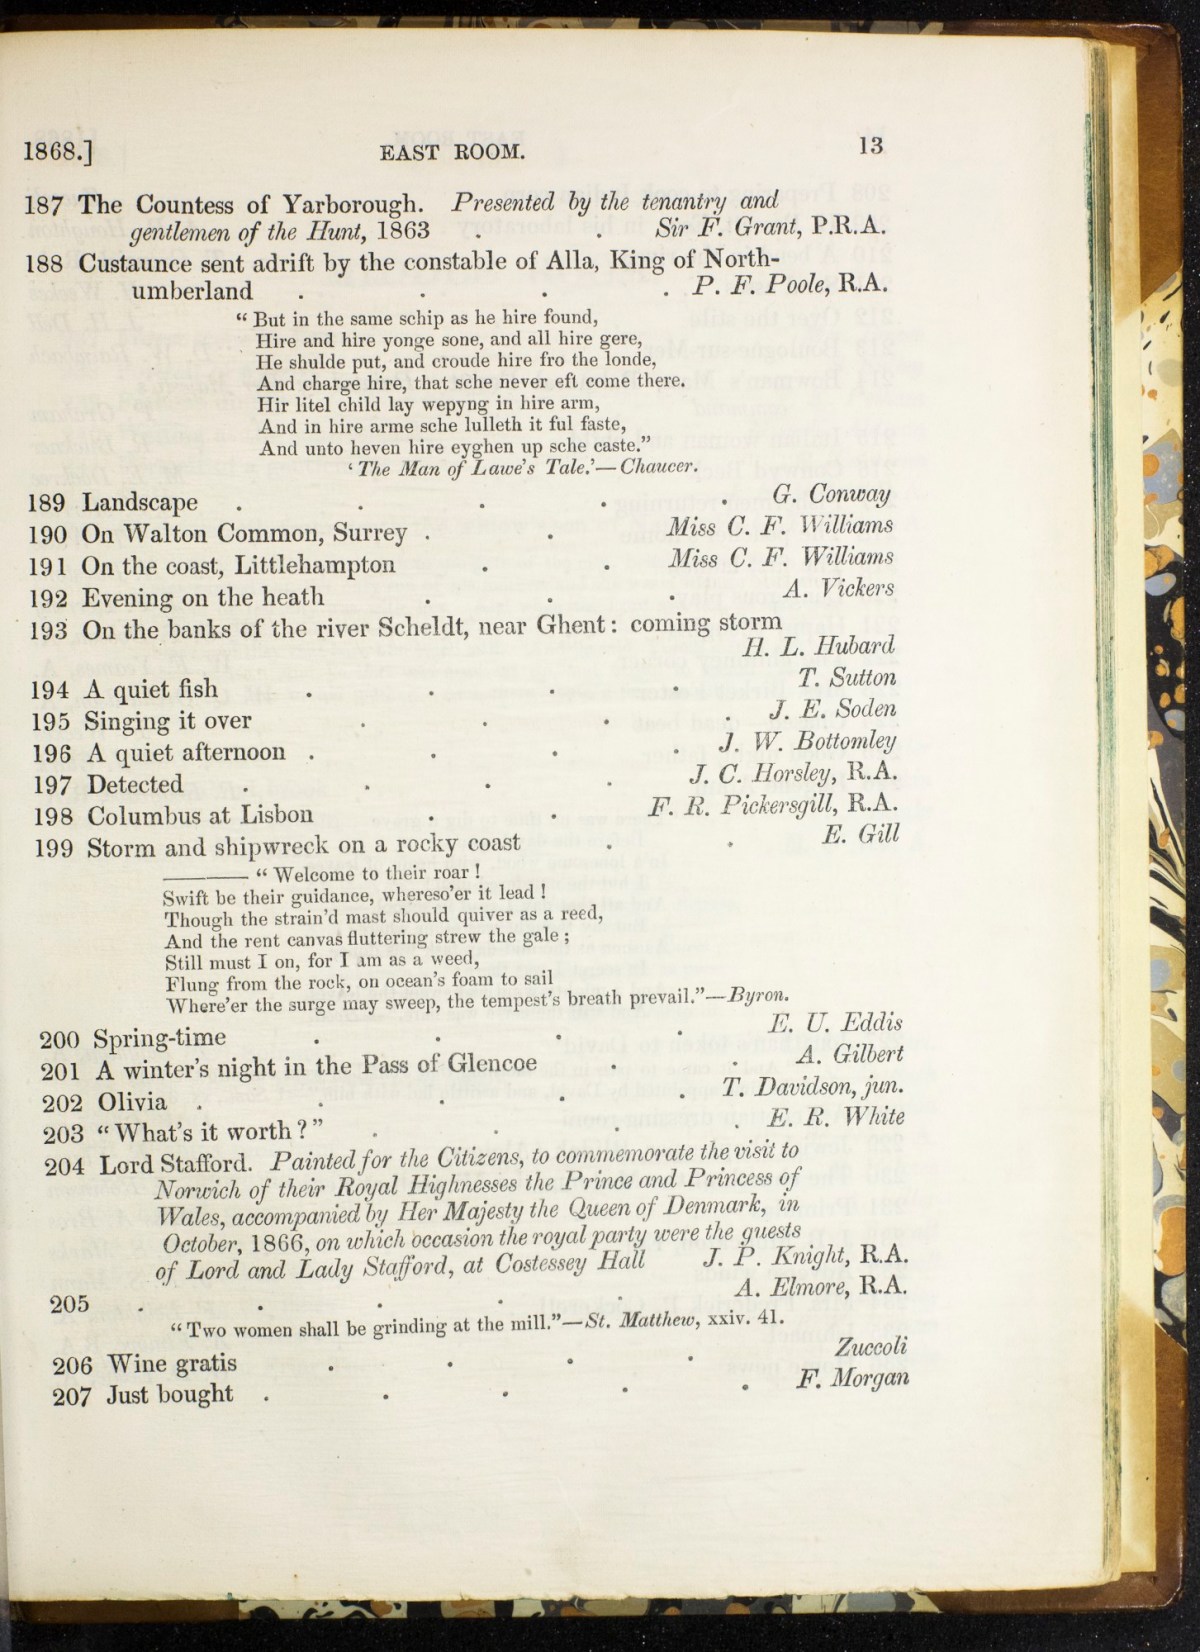 1868.] EAST ROOM. 13
187 The Countess of Yarborough. Presented by the tenantry and
gentlemen of the Hunt, 1863 . . Sir F. Grant, P.R.A.
188 Custaunce sent adrift by the constable of Alla, King of North-
umberland . . . . P. F. Poole, R.A.
“ But in the same schip as he hire found,
Hire and hire yonge sone, and all hire gere,
He shulde put, and croude hire fro the londe,
And charge hire, that sche never eft come there.
Hir litel child lay wepyng in hire arm,
And in hire arme sche lulleth it ful faste,
And unto heven hire eyghen up sche caste.”
‘ The Man of Lawe’s Tale.’—Chaucer.
189 Landscape . . . . . G. Conway
190 On Walton Common, Surrey . . Miss C. F. Williams
191 On the coast, Littlehampton . . Miss C. F. Williams
192 Evening on the heath . . . A. Vickers
193 On the banks of the river Scheldt, near Ghent: coming storm
H. L. Hubard
194 A quiet fish . . . . T. Sutton
195 Singing it over . . . . J. E. Soden
196 A quiet afternoon . . . . J. W. Bottomley
197 Detected . . . . J. C. Horsley, R.A.
198 Columbus at Lisbon . . F. R. Pickersgill, R.A.
199 Storm and shipwreck on a rocky coast . . E. Gill
——— “ Welcome to their roar !
Swift be their guidance, whereso’er it lead !
Though the strain’d mast should quiver as a reed,
And the rent canvas fluttering strew the gale ;
Still must I on, for I am as a weed,
Flung from the rock, on ocean’s foam to sail
Where’er the surge may sweep, the tempest’s breath prevail.”—Byron.
200 Spring-time . . . . E. U. Eddis
201 A winter’s night in the Pass of Glencoe . . A. Gilbert
202 Olivia . . . . . T. Davidson, jun.
203 “ What’s it worth ? ” . . . . E. R. White
204 Lord Stafford. Painted for the Citizens, to commemorate the visit to
Norwich of their Royal Highnesses the Prince and Princess of
Wales, accompanied by Her Majesty the Queen of Denmark, in
October, 1866, on which occasion the royal party were the guests
of Lord and Lady Stafford, at Costessey Hall J. P. Knight, R.A.
205 . . . . . A. Elmore, R.A.
“ Two women shall be grinding at the mill.”—St. Matthew, xxiv. 41.
206 Wine gratis . . . . Zuccoli
207 Just bought . . . . . F. Morgan